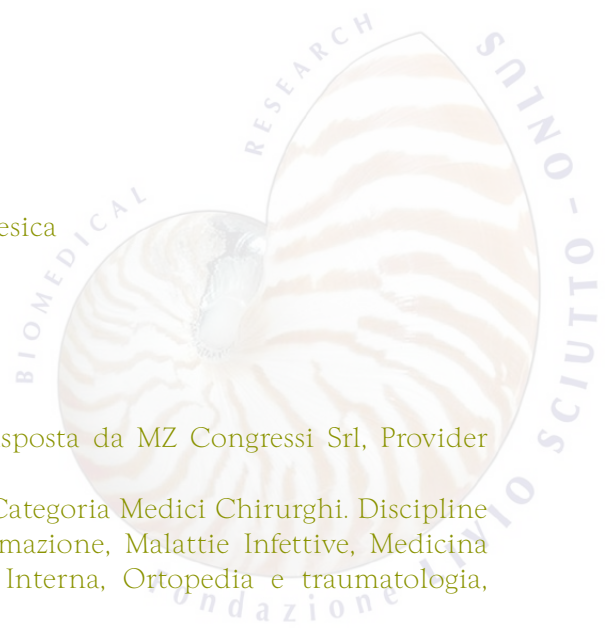 BIOMEDICAL RESEARCH
Fondazione LIVIO SCIUTTO - ONLUS
esica
sposta da MZ Congressi Srl, Provider
Categoria Medici Chirurghi. Discipline
mazione, Malattie Infettive, Medicina
Interna, Ortopedia e traumatologia,